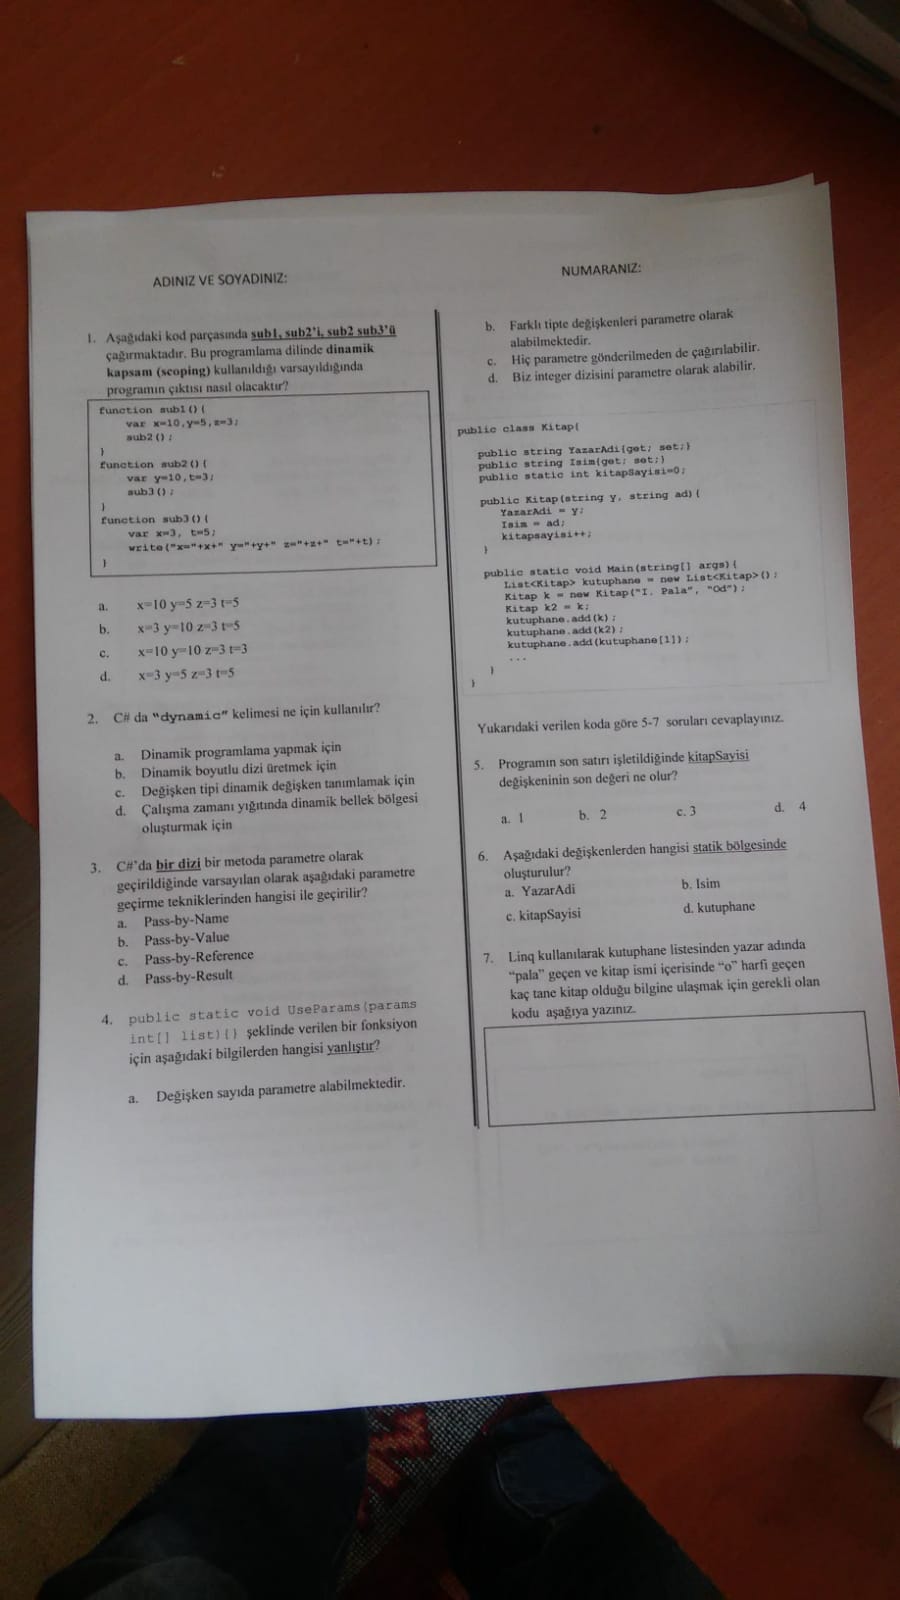 ADINIZ VE SOYADINIZ:
NUMARANIZ:
1. Aşağıdaki kod parçasında sub1, sub2'i, sub2 sub3'ü
çağırmaktadır. Bu programlama dilinde dinamik
kapsam (scoping) kullanıldığı varsayıldığında
programın çıktısı nasıl olacaktır?
function sub1(){
var x=10,y=5,z=3;
sub2();
}
function sub2(){
var y=10,t=3;
sub3();
}
function sub3(){
var x=3, t=5;
write("x="+x+" y="+y+" z="+z+" t="+t);
}
a. x=10 y=5 z=3 t=5
b. x=3 y=10 z=3 t=5
c. x=10 y=10 z=3 t=3
d. x=3 y=5 z=3 t=5
2. C# da "dynamic" kelimesi ne için kullanılır?
a. Dinamik programlama yapmak için
b. Dinamik boyutlu dizi üretmek için
c. Değişken tipi dinamik değişken tanımlamak için
d. Çalışma zamanı yığıtında dinamik bellek bölgesi
oluşturmak için
3. C#'da bir dizi bir metoda parametre olarak
geçirildiğinde varsayılan olarak aşağıdaki parametre
geçirme tekniklerinden hangisi ile geçirilir?
a. Pass-by-Name
b. Pass-by-Value
c. Pass-by-Reference
d. Pass-by-Result
4. public static void UseParams(params
int[] list){} şeklinde verilen bir fonksiyon
için aşağıdaki bilgilerden hangisi yanlıştır?
a. Değişken sayıda parametre alabilmektedir.
b. Farklı tipte değişkenleri parametre olarak
alabilmektedir.
c. Hiç parametre gönderilmeden de çağırılabilir.
d. Biz integer dizisini parametre olarak alabilir.
public class Kitap{
public string YazarAdi{get; set;}
public string Isim{get; set;}
public static int kitapSayisi=0;
public Kitap(string y, string ad){
YazarAdi = y;
Isim = ad;
kitapsayisi++;
}
public static void Main(string[] args){
List<Kitap> kutuphane = new List<Kitap>();
Kitap k = new Kitap("I. Pala", "Od");
Kitap k2 = k;
kutuphane.add(k);
kutuphane.add(k2);
kutuphane.add(kutuphane[1]);
...
}
}
Yukarıdaki verilen koda göre 5-7 soruları cevaplayınız.
5. Programın son satırı işletildiğinde kitapSayisi
değişkeninin son değeri ne olur?
a. 1 b. 2 c. 3 d. 4
6. Aşağıdaki değişkenlerden hangisi statik bölgesinde
oluşturulur?
a. YazarAdi b. Isim
c. kitapSayisi d. kutuphane
7. Linq kullanılarak kutuphane listesinden yazar adında
"pala" geçen ve kitap ismi içerisinde "o" harfi geçen
kaç tane kitap olduğu bilgine ulaşmak için gerekli olan
kodu aşağıya yazınız.